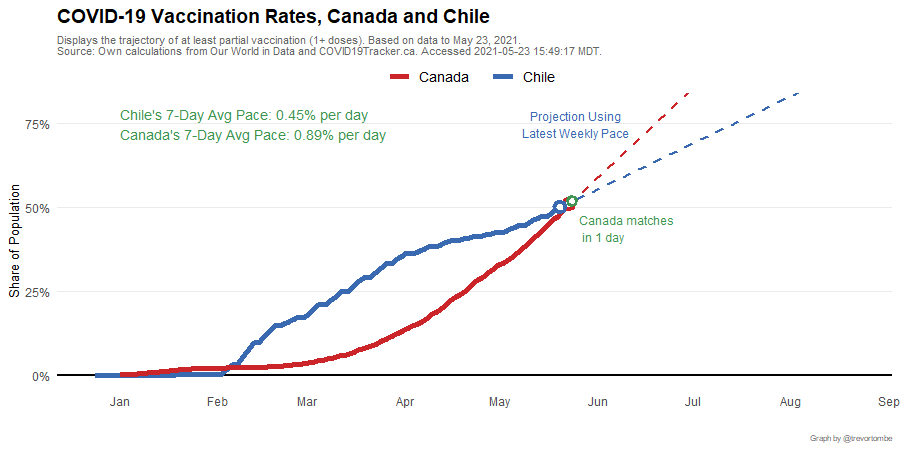 COVID-19 Vaccination Rates, Canada and Chile
Displays the trajectory of at least partial vaccination (1+ doses). Based on data to May 23, 2021.
Source: Own calculations from Our World in Data and COVID19Tracker.ca. Accessed 2021-05-23 15:49:17 MDT.
Canada Chile
Chile's 7-Day Avg Pace: 0.45% per day
Canada's 7-Day Avg Pace: 0.89% per day
Projection Using
Latest Weekly Pace
Canada matches
in 1 day
Share of Population
75%
50%
25%
0%
Jan Feb Mar Apr May Jun Jul Aug Sep
Graph by @trevortombe